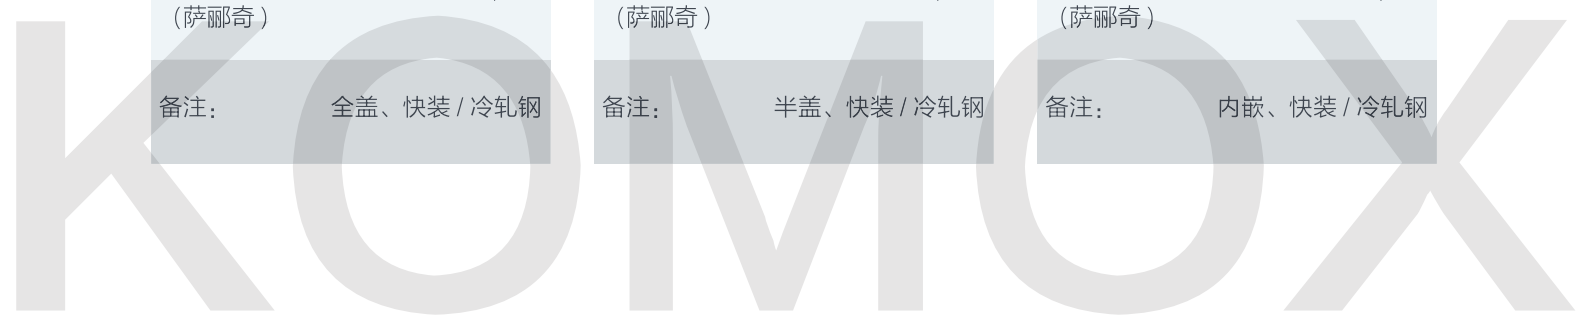 （萨郦奇） （萨郦奇） （萨郦奇）
备注： 全盖、快装 / 冷轧钢 备注： 半盖、快装 / 冷轧钢 备注： 内嵌、快装 / 冷轧钢
KOMOX